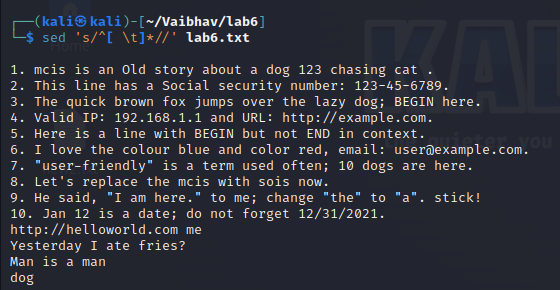 ┌──(kali㉿kali)-[~/Vaibhav/lab6]
└─$ sed 's/^[ \t]*//' lab6.txt
1. mcis is an Old story about a dog 123 chasing cat .
2. This line has a Social security number: 123-45-6789.
3. The quick brown fox jumps over the lazy dog; BEGIN here.
4. Valid IP: 192.168.1.1 and URL: http://example.com.
5. Here is a line with BEGIN but not END in context.
6. I love the colour blue and color red, email: user@example.com.
7. "user-friendly" is a term used often; 10 dogs are here.
8. Let's replace the mcis with sois now.
9. He said, "I am here." to me; change "the" to "a". stick!
10. Jan 12 is a date; do not forget 12/31/2021.
http://helloworld.com me
Yesterday I ate fries?
Man is a man
dog